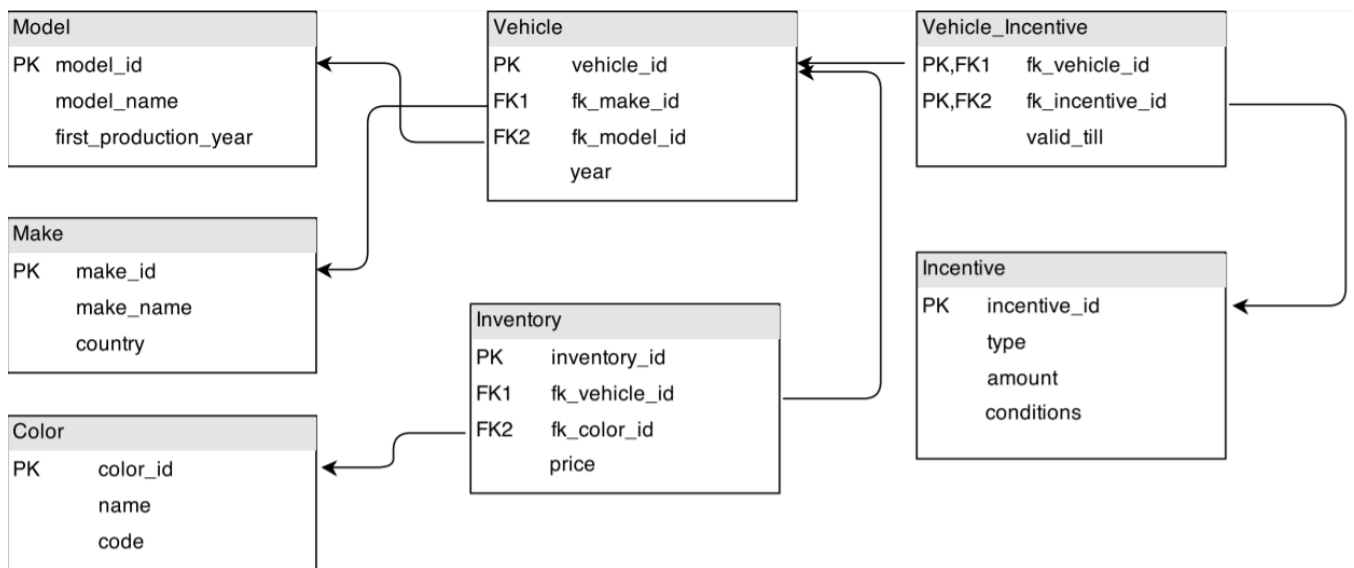 Model
PK model_id
model_name
first_production_year
Make
PK make_id
make_name
country
Color
PK color_id
name
code
Vehicle
PK vehicle_id
FK1 fk_make_id
FK2 fk_model_id
year
Inventory
PK inventory_id
FK1 fk_vehicle_id
FK2 fk_color_id
price
Vehicle_Incentive
PK,FK1 fk_vehicle_id
PK,FK2 fk_incentive_id
valid_till
Incentive
PK incentive_id
type
amount
conditions